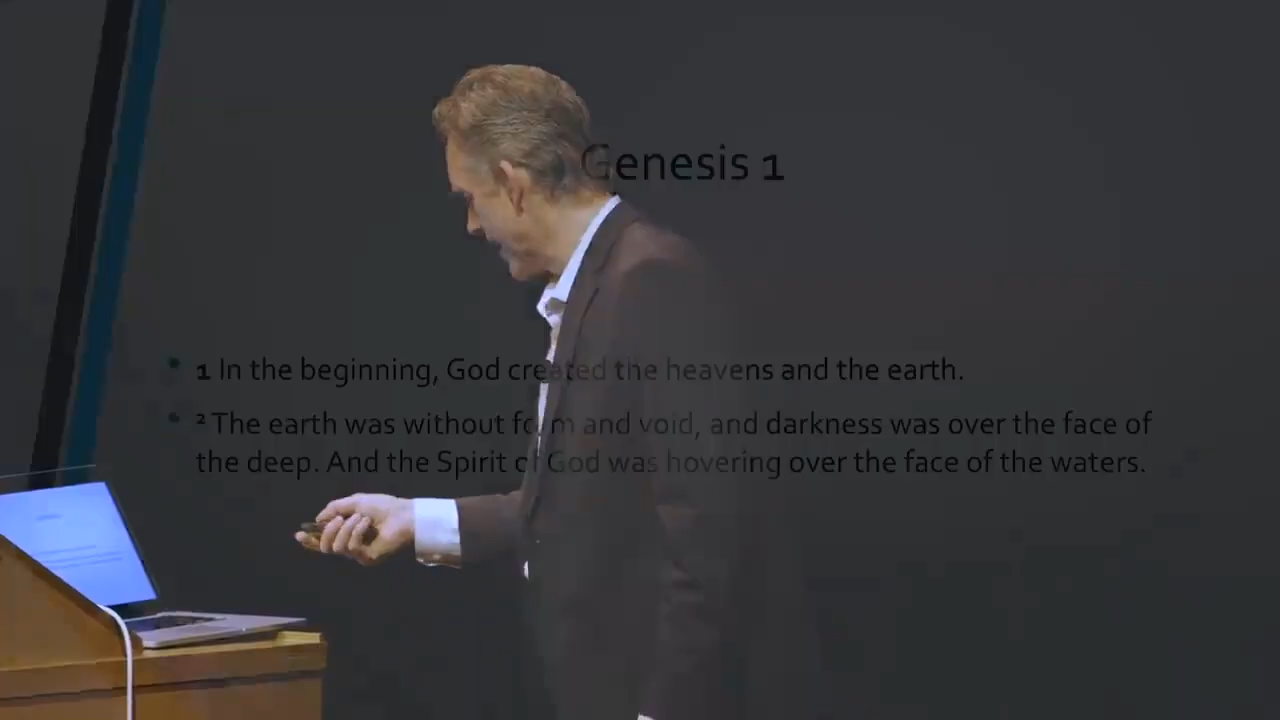 Genesis 1
• 1 In the beginning, God created the heavens and the earth.
• 2 The earth was without form and void, and darkness was over the face of
the deep. And the Spirit of God was hovering over the face of the waters.